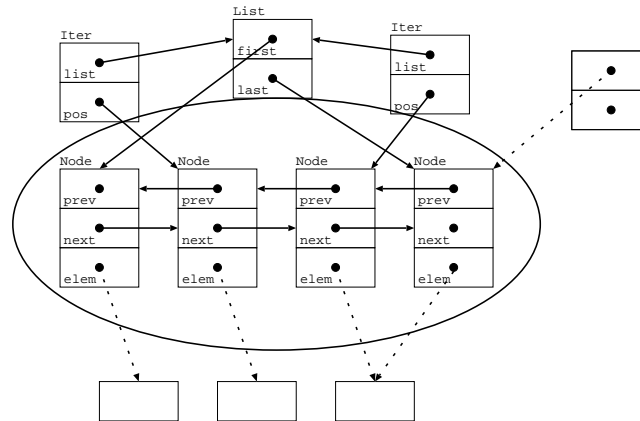 List
Iter
first
Iter
list
list
last
pos
pos
Node
Node
Node
Node
prev
prev
prev
prev
next
next
next
next
elem
elem
elem
elem